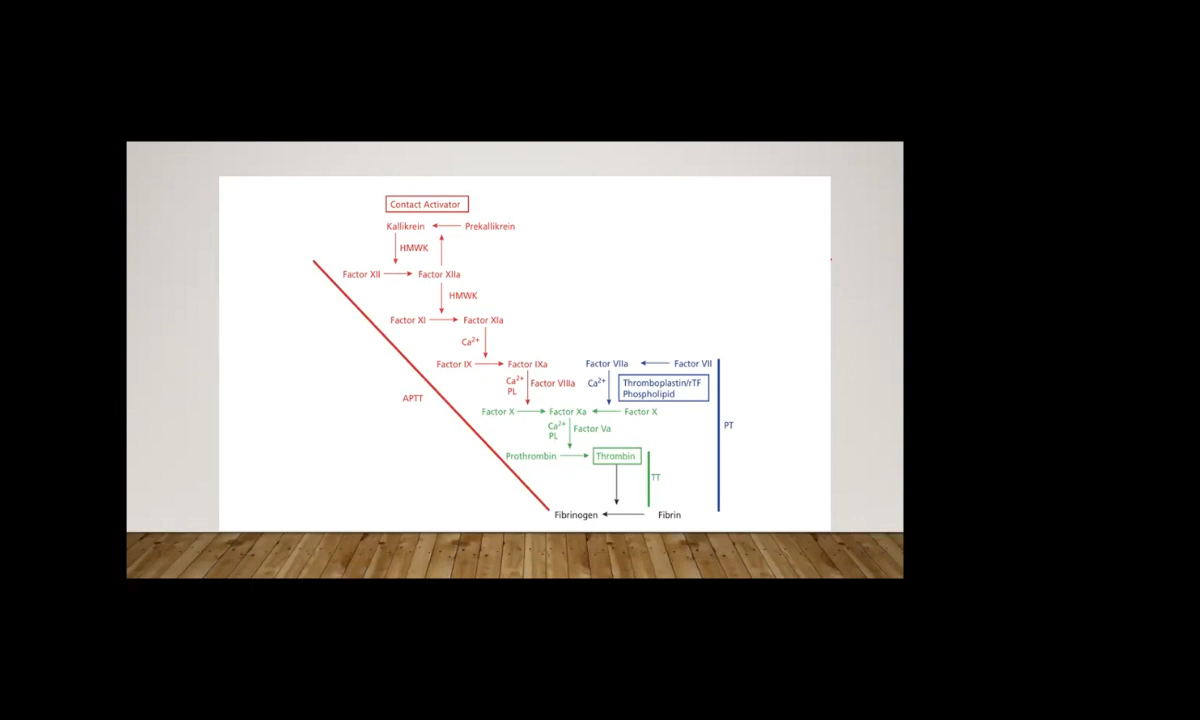 Contact Activator
Kallikrein Prekallikrein
HMWK
Factor XII Factor XIIa
HMWK
Factor XI Factor XIa
Ca2+
Factor IX Factor IXa Factor VIIa Factor VII
Ca2+ Factor VIIIa Ca2+ Thromboplastin/rTF
PL Phospholipid
APTT
Factor X Factor Xa Factor X
Ca2+ Factor Va PT
PL
Prothrombin Thrombin
TT
Fibrinogen Fibrin